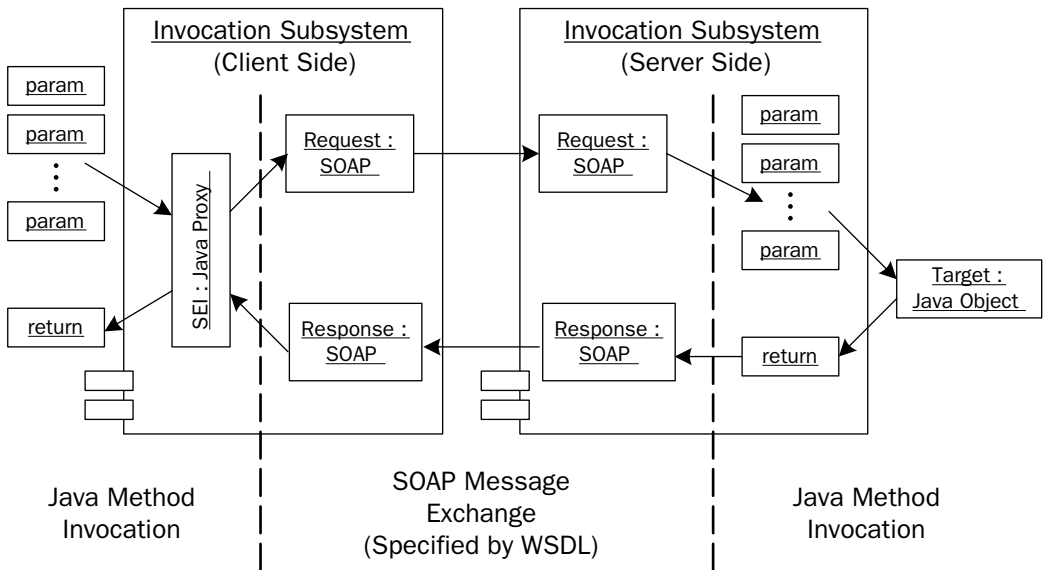 Invocation Subsystem
(Client Side)
Invocation Subsystem
(Server Side)
param
param
param
return
SEI : Java Proxy
Request :
SOAP
Response :
SOAP
Request :
SOAP
Response :
SOAP
param
param
param
return
Target :
Java Object
Java Method
Invocation
SOAP Message
Exchange
(Specified by WSDL)
Java Method
Invocation